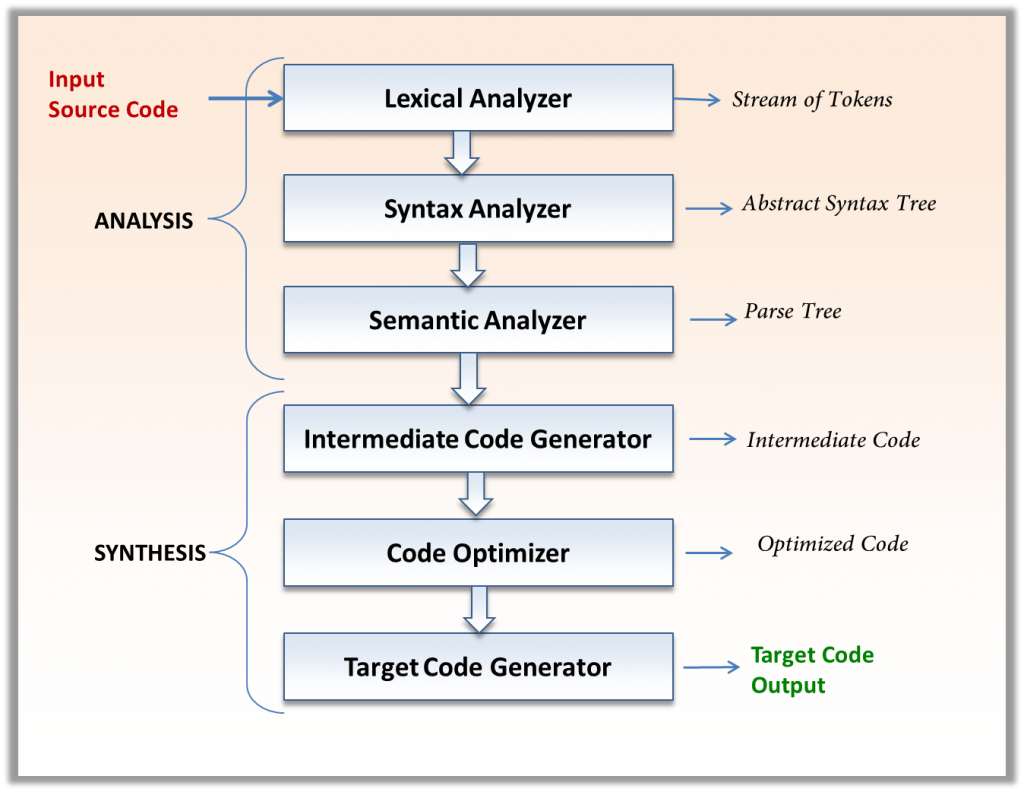 Input
Source Code
Lexical Analyzer
Stream of Tokens
ANALYSIS
Syntax Analyzer
Abstract Syntax Tree
Semantic Analyzer
Parse Tree
Intermediate Code Generator
Intermediate Code
SYNTHESIS
Code Optimizer
Optimized Code
Target Code Generator
Target Code
Output